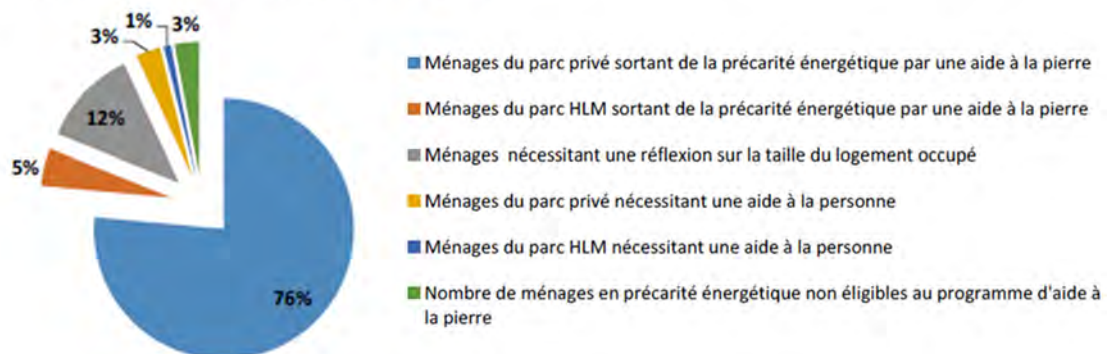 1%
3%
3%
12%
5%
76%
Ménages du parc privé sortant de la précarité énergétique par une aide à la pierre
Ménages du parc HLM sortant de la précarité énergétique par une aide à la pierre
Ménages nécessitant une réflexion sur la taille du logement occupé
Ménages du parc privé nécessitant une aide à la personne
Ménages du parc HLM nécessitant une aide à la personne
Nombre de ménages en précarité énergétique non éligibles au programme d'aide à
la pierre